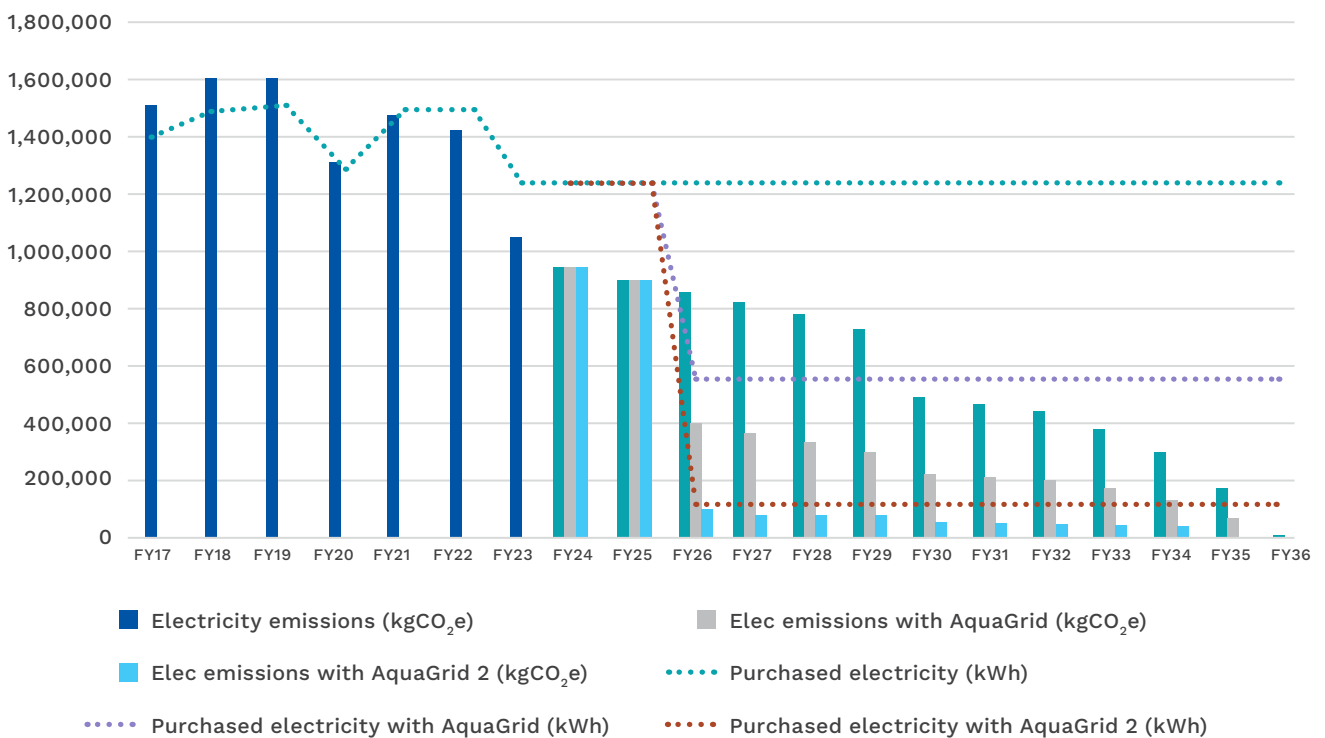 1,800,000
1,600,000
1,400,000
1,200,000
1,000,000
800,000
600,000
400,000
200,000
0
FY17 FY18 FY19 FY20 FY21 FY22 FY23 FY24 FY25 FY26 FY27 FY28 FY29 FY30 FY31 FY32 FY33 FY34 FY35 FY36
Electricity emissions (kgCO₂e) Elec emissions with AquaGrid (kgCO₂e)
Elec emissions with AquaGrid 2 (kgCO₂e) Purchased electricity (kWh)
Purchased electricity with AquaGrid (kWh) Purchased electricity with AquaGrid 2 (kWh)